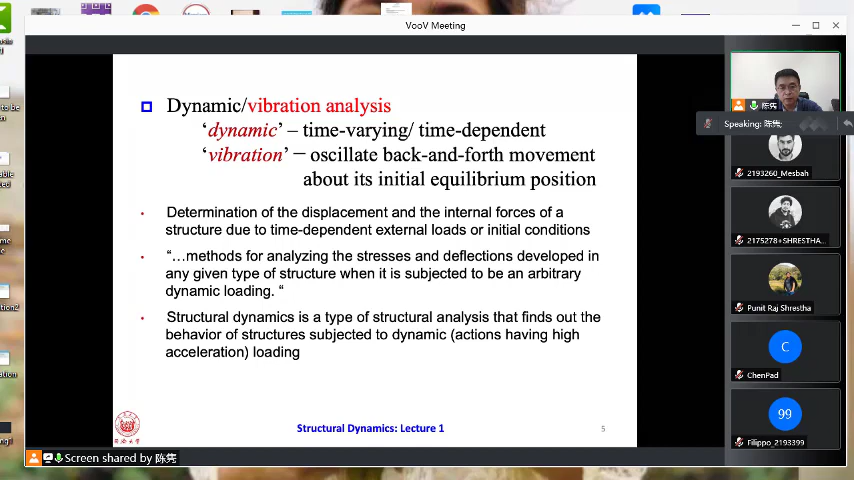 VooV Meeting
Dynamic/vibration analysis
‘dynamic’ – time-varying/ time-dependent
‘vibration’ – oscillate back-and-forth movement
about its initial equilibrium position
• Determination of the displacement and the internal forces of a
structure due to time-dependent external loads or initial conditions
• “…methods for analyzing the stresses and deflections developed in
any given type of structure when it is subjected to be an arbitrary
dynamic loading. “
• Structural dynamics is a type of structural analysis that finds out the
behavior of structures subjected to dynamic (actions having high
acceleration) loading
Structural Dynamics: Lecture 1
5
Screen shared by 陈隽
陈隽
Speaking: 陈隽;
2193260_Mesbah
2175278+SHRESTHA...
Punit Raj Shrestha
C
ChenPad
99
Filippo_2193399